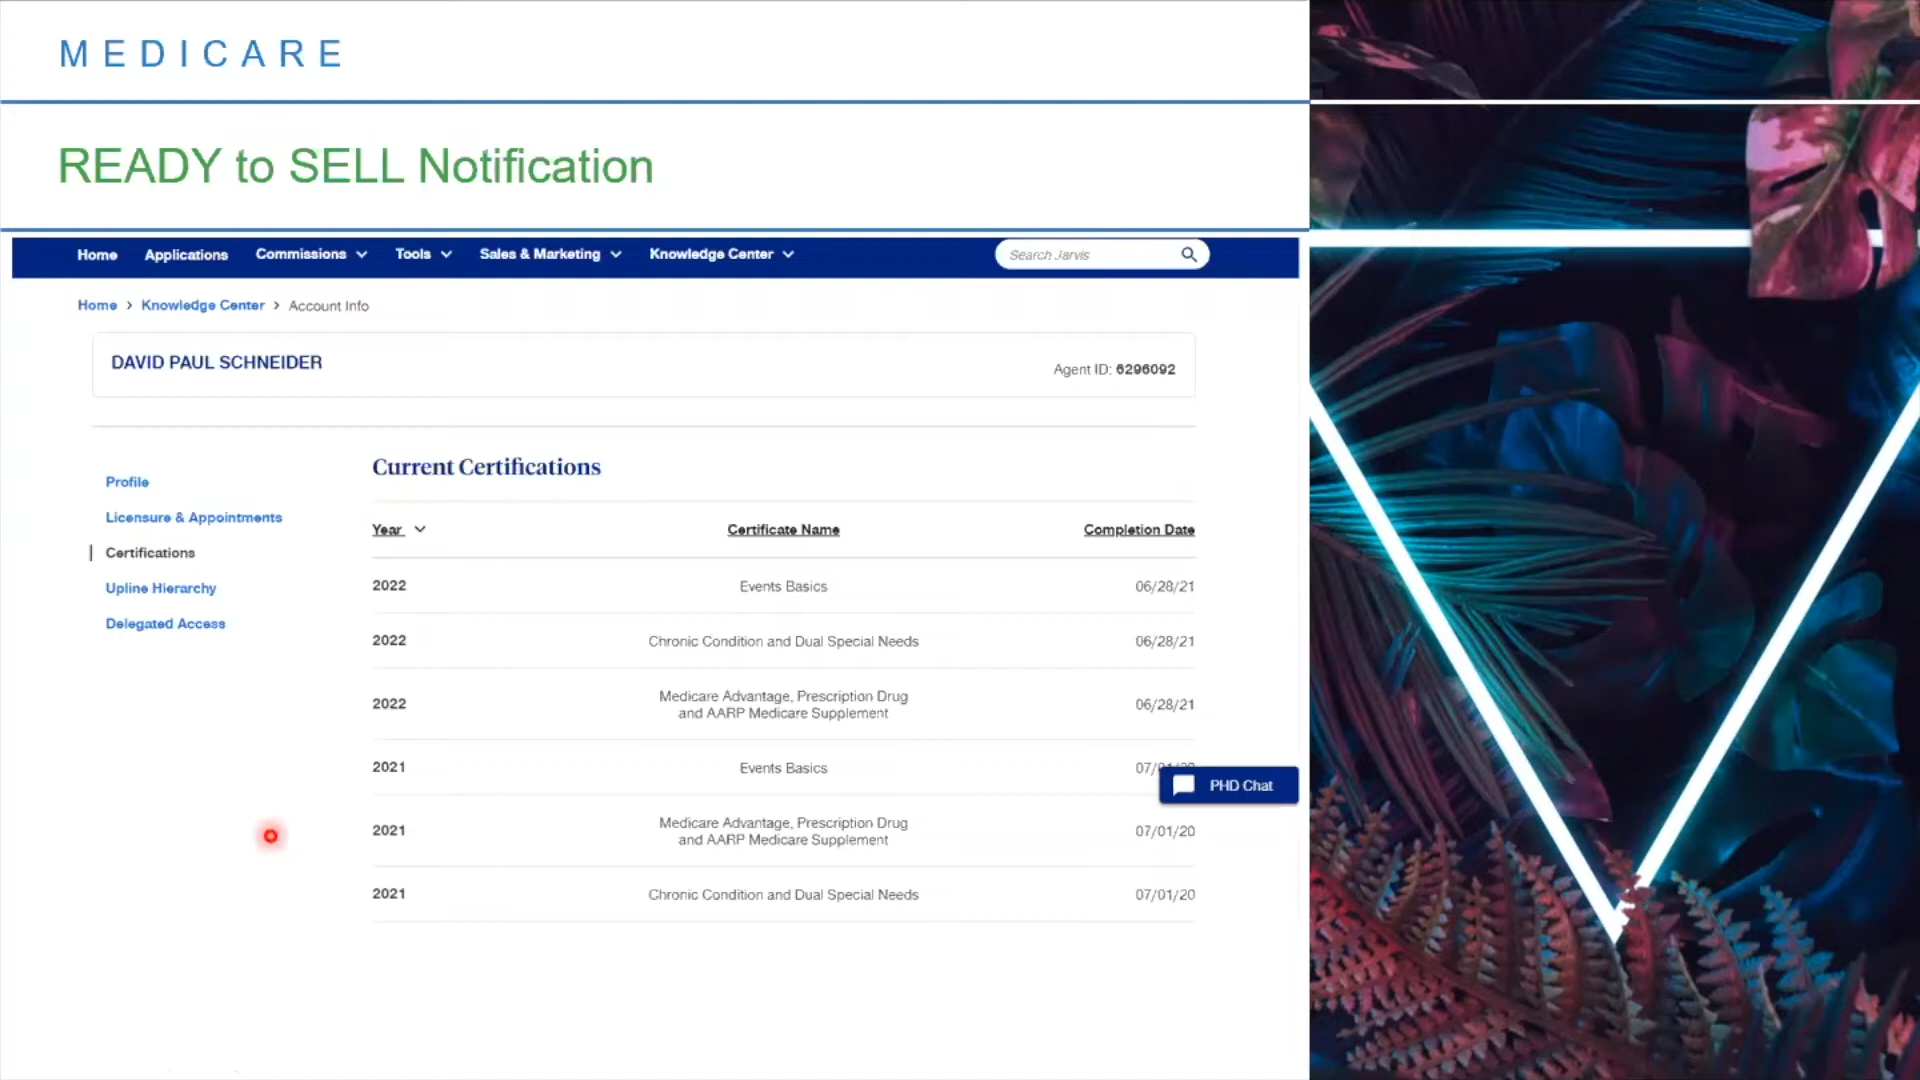 MEDICARE
READY to SELL Notification
Home Applications Commissions Tools Sales & Marketing Knowledge Center Search Jarvis
Home > Knowledge Center > Account Info
DAVID PAUL SCHNEIDER
Agent ID: 6296092
Profile
Licensure & Appointments
Certifications
Upline Hierarchy
Delegated Access
Current Certifications
Year Certificate Name Completion Date
2022 Events Basics 06/28/21
2022 Chronic Condition and Dual Special Needs 06/28/21
2022 Medicare Advantage, Prescription Drug
and AARP Medicare Supplement 06/28/21
2021 Events Basics
PHD Chat
2021 Medicare Advantage, Prescription Drug
and AARP Medicare Supplement 07/01/20
2021 Chronic Condition and Dual Special Needs 07/01/20